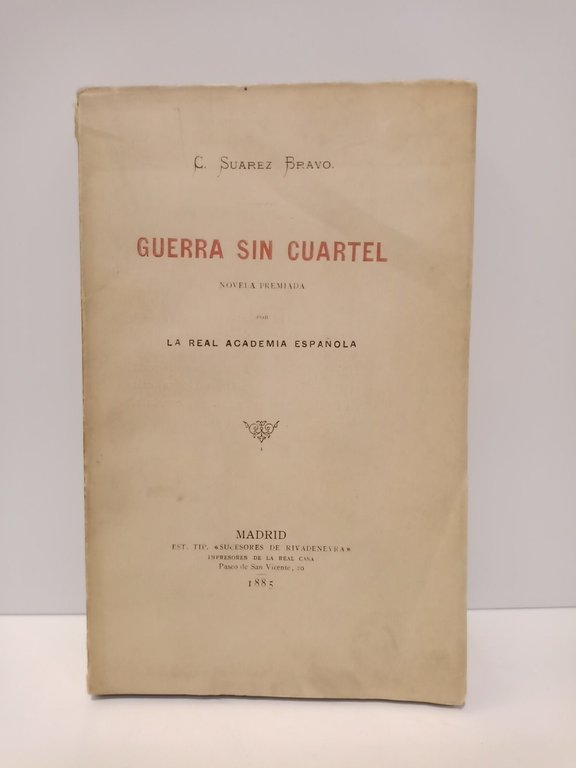 C. SUAREZ BRAVO.
GUERRA SIN CUARTEL
NOVELA PREMIADA
POR
LA REAL ACADEMIA ESPAÑOLA
MADRID
EST. TIP. «SUCESORES DE RIVADENEYRA»
IMPRESORES DE LA REAL CASA
Paseo de San Vicente, 20
1885